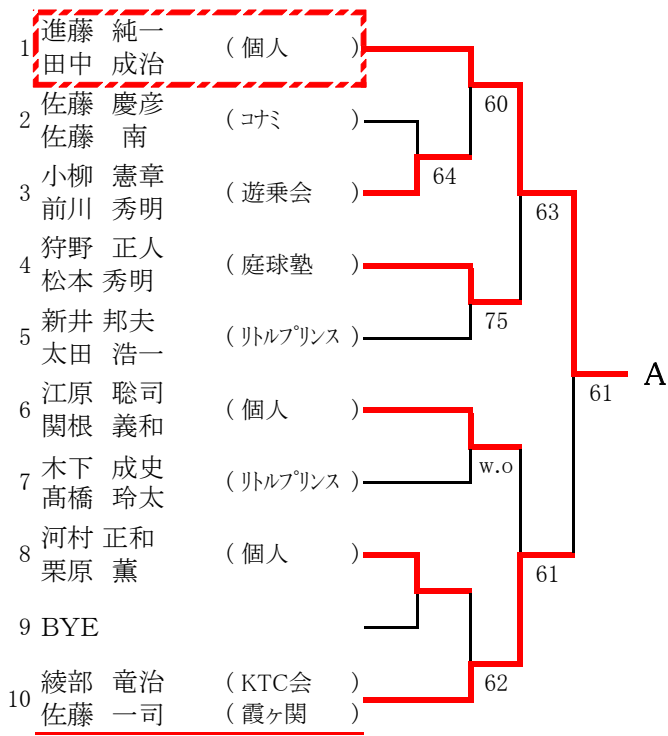 1 進藤 純一 ( 個人 )
田中 成治
60
2 佐藤 慶彦 ( コナミ )
佐藤 南
64
3 小柳 憲章 ( 遊乗会 )
前川 秀明
63
4 狩野 正人 ( 庭球塾 )
松本 秀明
75
5 新井 邦夫 ( リトルプリンス )
太田 浩一
61 A
6 江原 聡司 ( 個人 )
関根 義和
w.o
7 木下 成史 ( リトルプリンス )
髙橋 玲太
8 河村 正和 ( 個人 )
栗原 薫
61
9 BYE
10 綾部 竜治 ( KTC会 )
佐藤 一司 ( 霞ヶ関 )
62